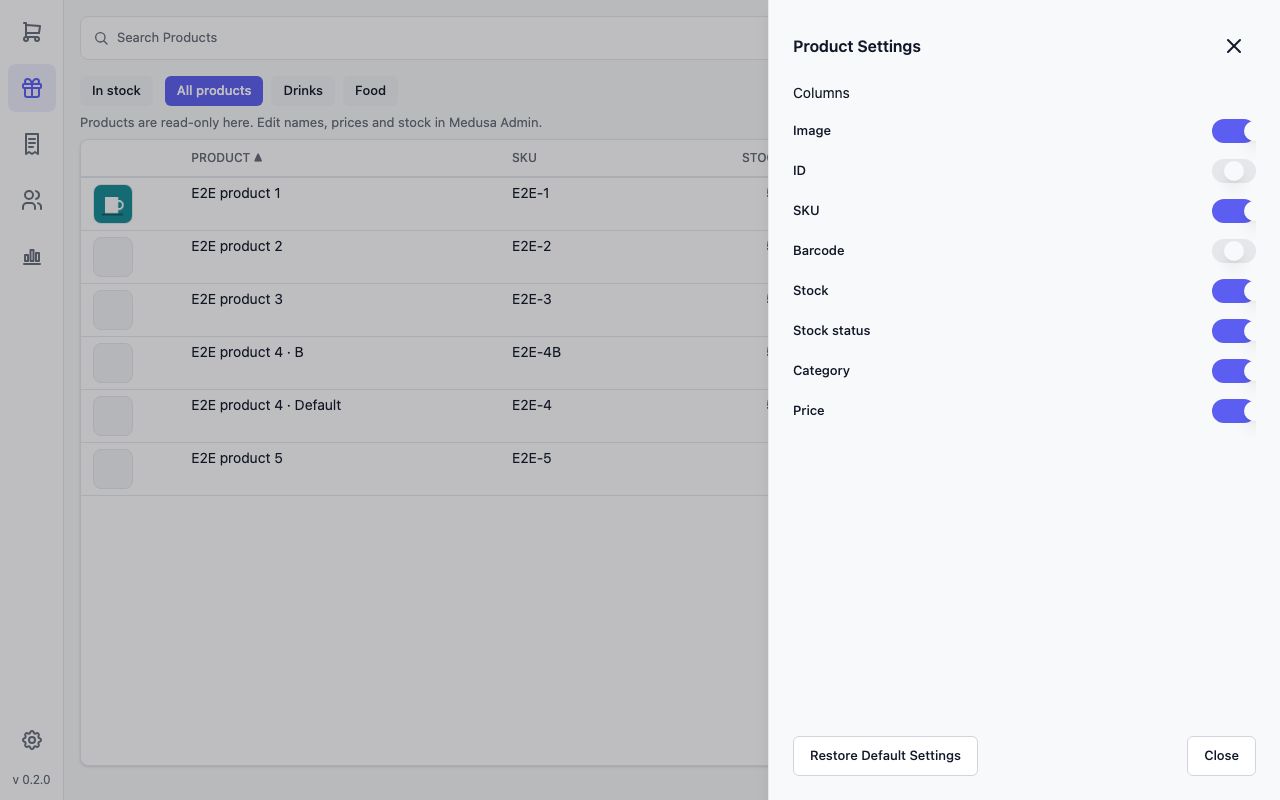 Search Products
In stock
All products
Drinks
Food
Products are read-only here. Edit names, prices and stock in Medusa Admin.
PRODUCT ▲ SKU
E2E product 1 E2E-1
E2E product 2 E2E-2
E2E product 3 E2E-3
E2E product 4 · B E2E-4B
E2E product 4 · Default E2E-4
E2E product 5 E2E-5
v 0.2.0
Product Settings
Columns
Image
ID
SKU
Barcode
Stock
Stock status
Category
Price
Restore Default Settings
Close